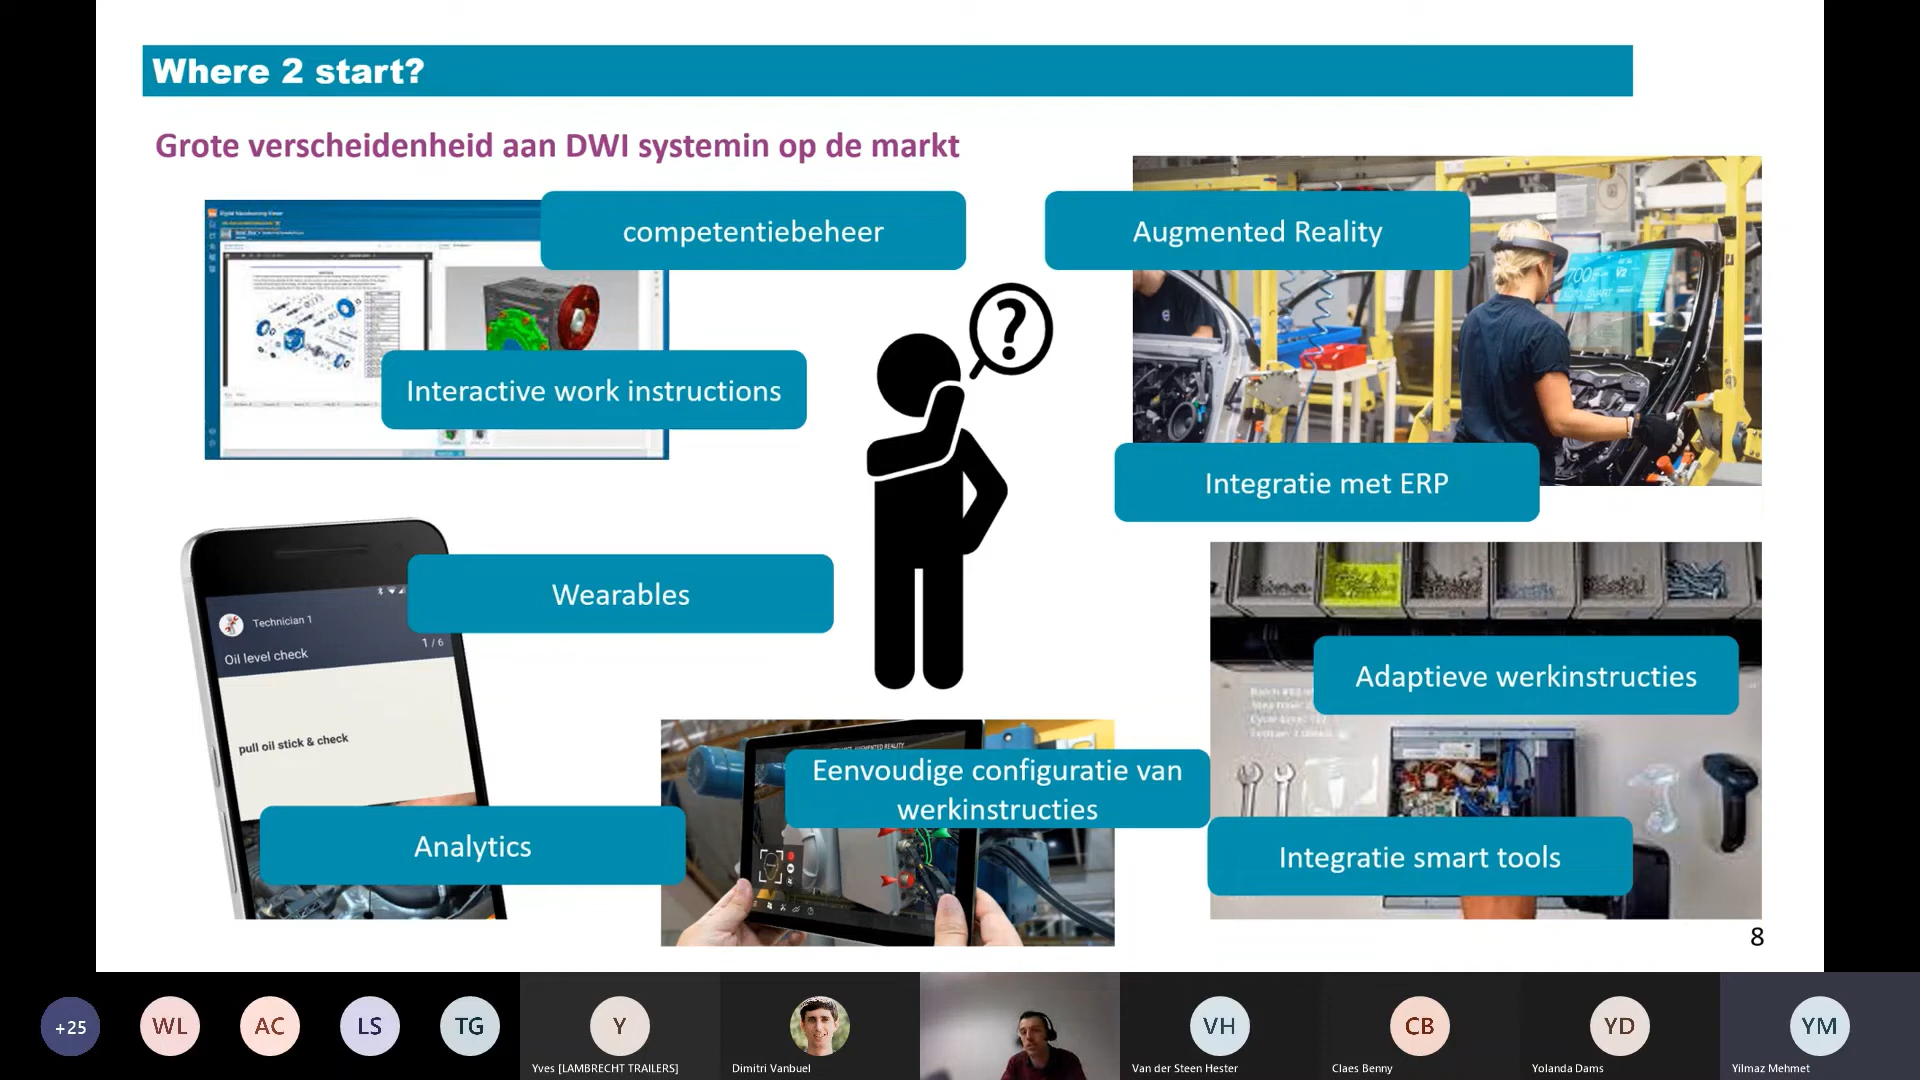 Where 2 start?
Grote verscheidenheid aan DWI systemin op de markt
competentiebeheer
Augmented Reality
Interactive work instructions
?
Integratie met ERP
Wearables
Technician 1
Oil level check
1 / 6
pull oil stick & check
Adaptieve werkinstructies
Eenvoudige configuratie van
werkinstructies
Analytics
Integratie smart tools
8
+25
WL
AC
LS
TG
Y
VH
CB
YD
YM
Yves [LAMBRECHT TRAILERS]
Dimitri Vanbuel
Van der Steen Hester
Claes Benny
Yolanda Dams
Yilmaz Mehmet